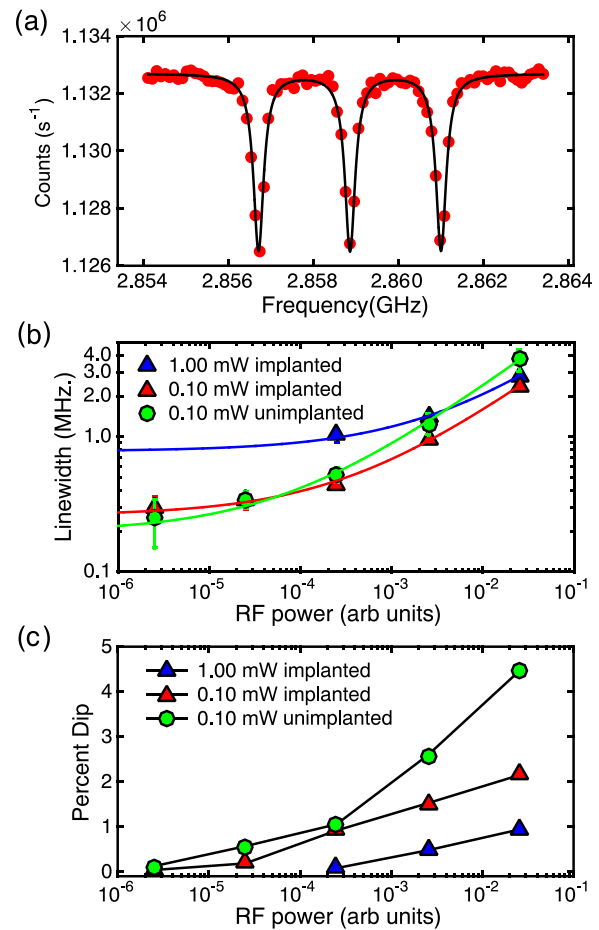 (a)
× 10⁶
1.134
1.132
1.130
1.128
1.126
Counts (s⁻¹)
2.854 2.856 2.858 2.860 2.862 2.864
Frequency(GHz)
(b)
4.0
3.0
2.0
1.0
0.1
Linewidth (MHz.)
1.00 mW implanted
0.10 mW implanted
0.10 mW unimplanted
10⁻⁶ 10⁻⁵ 10⁻⁴ 10⁻³ 10⁻² 10⁻¹
RF power (arb units)
(c)
5
4
3
2
1
0
Percent Dip
1.00 mW implanted
0.10 mW implanted
0.10 mW unimplanted
10⁻⁶ 10⁻⁵ 10⁻⁴ 10⁻³ 10⁻² 10⁻¹
RF power (arb units)